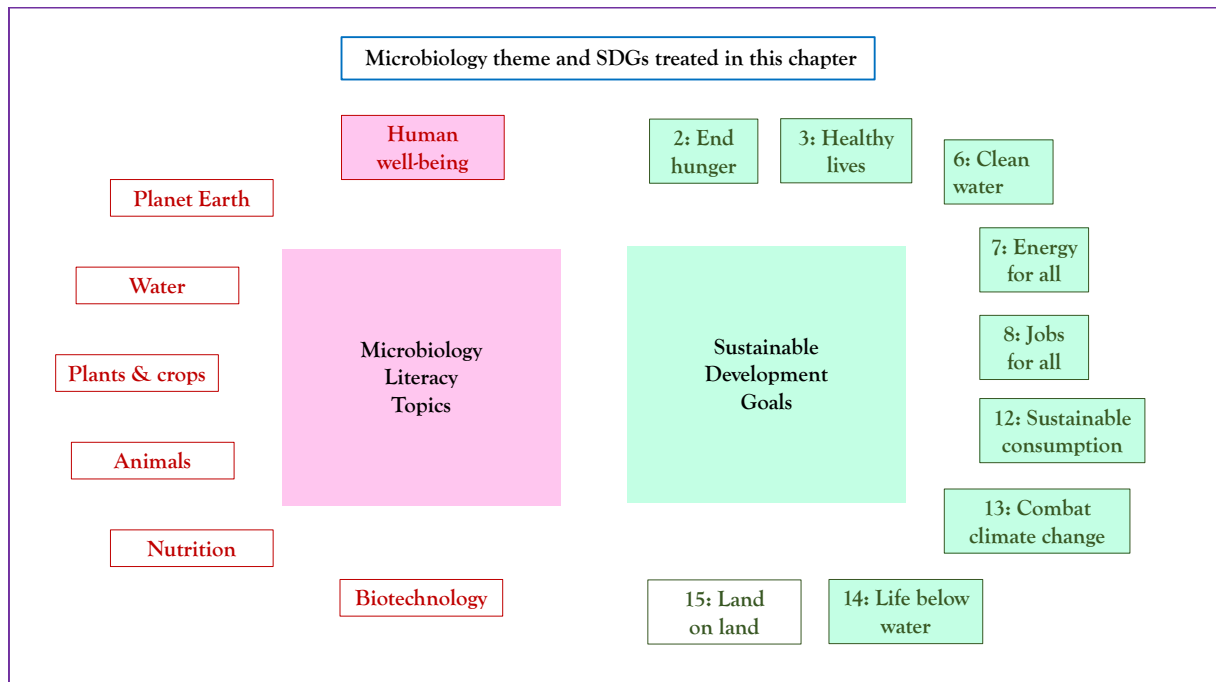 Microbiology theme and SDGs treated in this chapter
Human
well-being
Planet Earth
Water
Plants & crops
Animals
Nutrition
Biotechnology
Microbiology
Literacy
Topics
Sustainable
Development
Goals
2: End
hunger
3: Healthy
lives
6: Clean
water
7: Energy
for all
8: Jobs
for all
12: Sustainable
consumption
13: Combat
climate change
14: Life below
water
15: Land
on land